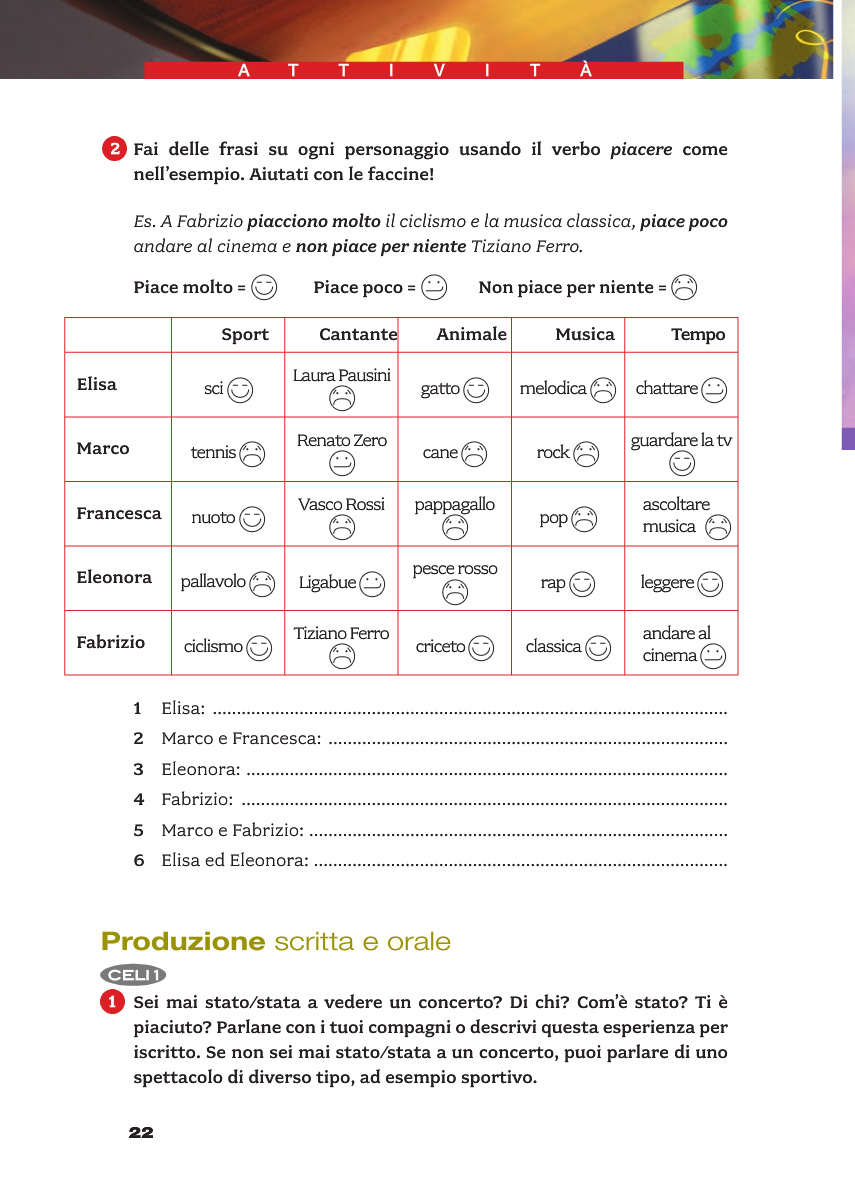 ATTIVITÀ
2 Fai delle frasi su ogni personaggio usando il verbo piacere come
nell'esempio. Aiutati con le faccine!
Es. A Fabrizio piacciono molto il ciclismo e la musica classica, piace poco
andare al cinema e non piace per niente Tiziano Ferro.
Piace molto = Piace poco = Non piace per niente =
Sport Cantante Animale Musica Tempo
Elisa sci Laura Pausini gatto melodica chattare
Marco tennis Renato Zero cane rock guardare la tv
Francesca nuoto Vasco Rossi pappagallo pop ascoltare
musica
Eleonora pallavolo Ligabue pesce rosso rap leggere
Fabrizio ciclismo Tiziano Ferro criceto classica andare al
cinema
1 Elisa: ............................................................................................................
2 Marco e Francesca: ....................................................................................
3 Eleonora: .....................................................................................................
4 Fabrizio: ......................................................................................................
5 Marco e Fabrizio: ........................................................................................
6 Elisa ed Eleonora: .......................................................................................
Produzione scritta e orale
CELI 1
1 Sei mai stato/stata a vedere un concerto? Di chi? Com'è stato? Ti è
piaciuto? Parlane con i tuoi compagni o descrivi questa esperienza per
iscritto. Se non sei mai stato/stata a un concerto, puoi parlare di uno
spettacolo di diverso tipo, ad esempio sportivo.
22